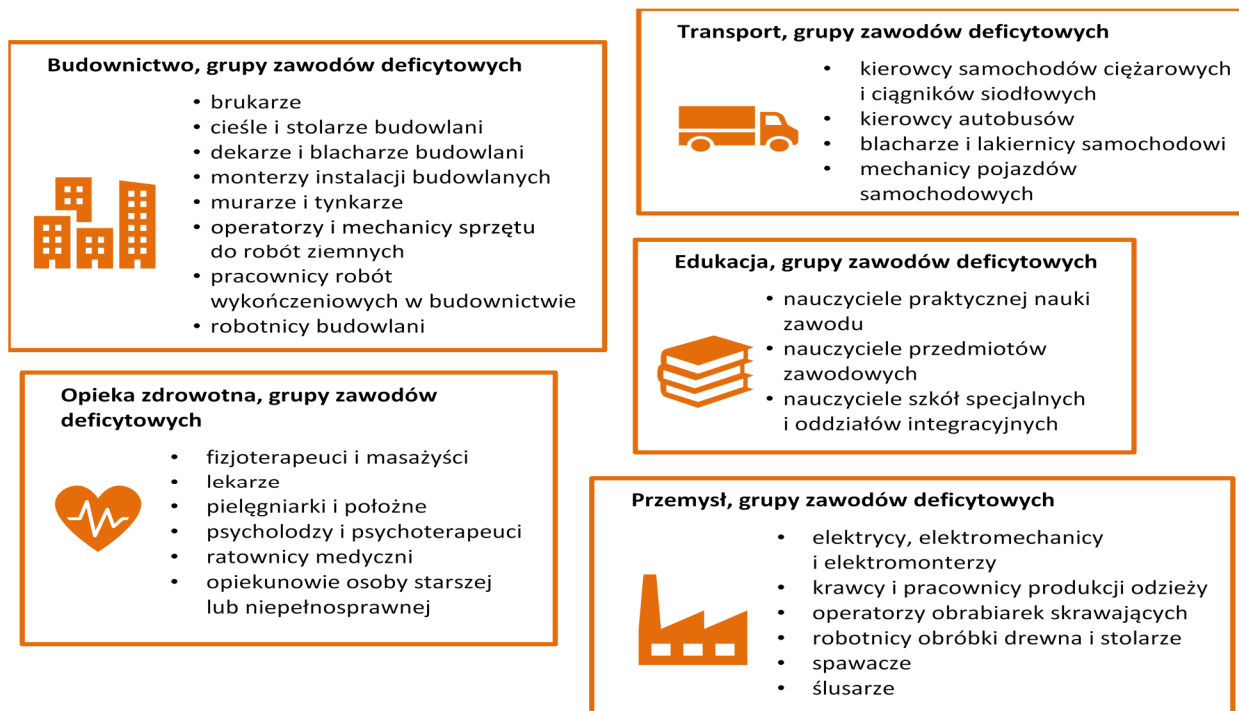 Budownictwo, grupy zawodów deficytowych
• brukarze
• cieśle i stolarze budowlani
• dekarze i blacharze budowlani
• monterzy instalacji budowlanych
• murarze i tynkarze
• operatorzy i mechanicy sprzętu
do robót ziemnych
• pracownicy robót
wykończeniowych w budownictwie
• robotnicy budowlani
Opieka zdrowotna, grupy zawodów
deficytowych
• fizjoterapeuci i masażyści
• lekarze
• pielęgniarki i położne
• psycholodzy i psychoterapeuci
• ratownicy medyczni
• opiekunowie osoby starszej
lub niepełnosprawnej
Transport, grupy zawodów deficytowych
• kierowcy samochodów ciężarowych
i ciągników siodłowych
• kierowcy autobusów
• blacharze i lakiernicy samochodowi
• mechanicy pojazdów
samochodowych
Edukacja, grupy zawodów deficytowych
• nauczyciele praktycznej nauki
zawodu
• nauczyciele przedmiotów
zawodowych
• nauczyciele szkół specjalnych
i oddziałów integracyjnych
Przemysł, grupy zawodów deficytowych
• elektrycy, elektromechanicy
i elektromonterzy
• krawcy i pracownicy produkcji odzieży
• operatorzy obrabiarek skrawających
• robotnicy obróbki drewna i stolarze
• spawacze
• ślusarze